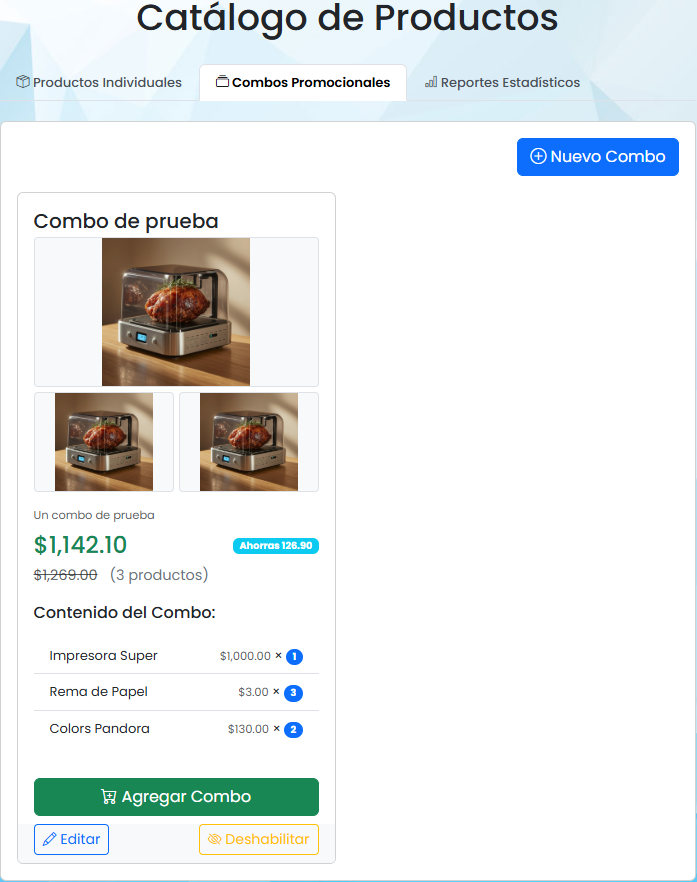 Catálogo de Productos
Productos Individuales
Combos Promocionales
Reportes Estadísticos
Nuevo Combo
Combo de prueba
Un combo de prueba
$1,142.10
Ahorras 126.90
$1,269.00 (3 productos)
Contenido del Combo:
Impresora Super $1,000.00 × 1
Rema de Papel $3.00 × 3
Colors Pandora $130.00 × 2
Agregar Combo
Editar
Deshabilitar